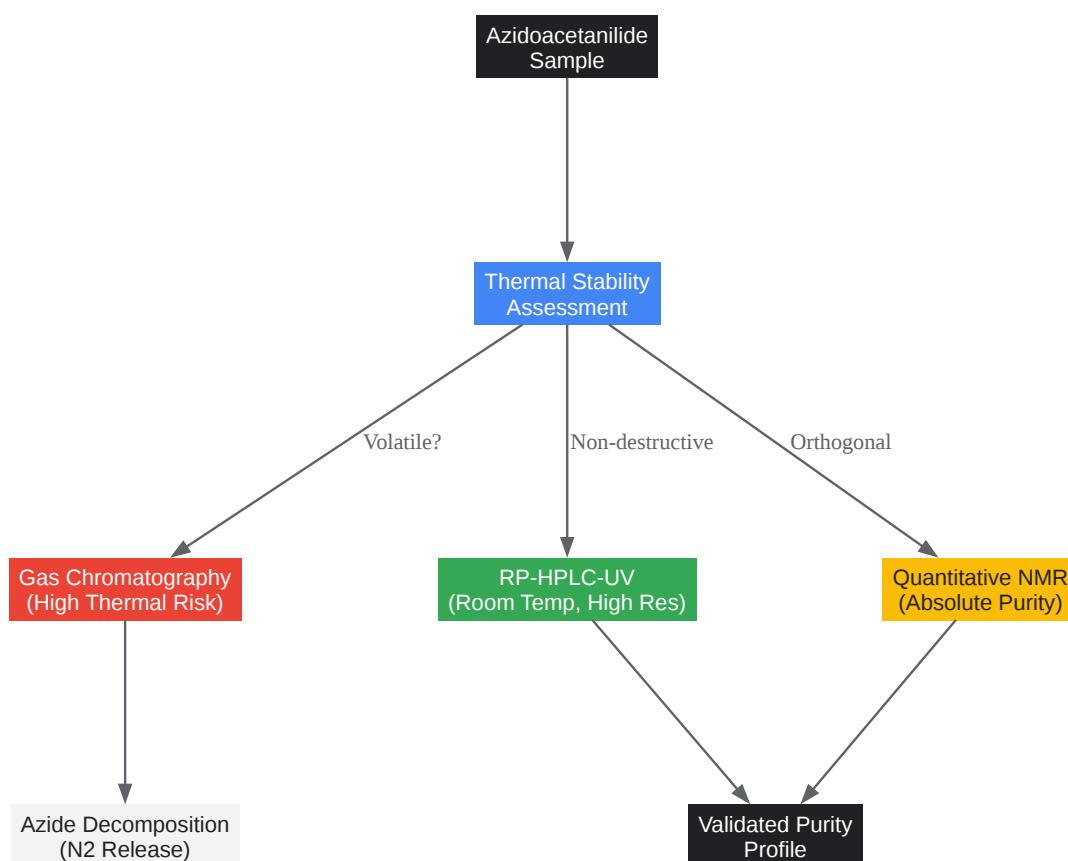 Azidoacetanilide
Sample
Thermal Stability
Assessment
Volatile?
Non-destructive
Orthogonal
Gas Chromatography
(High Thermal Risk)
RP-HPLC-UV
(Room Temp, High Res)
Quantitative NMR
(Absolute Purity)
Azide Decomposition
(N2 Release)
Validated Purity
Profile